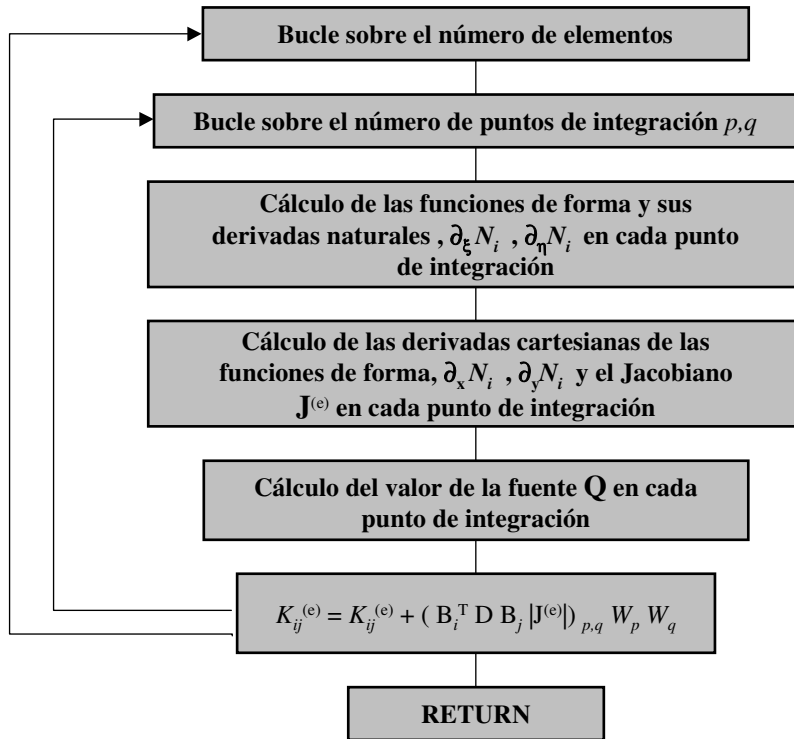 Bucle sobre el número de elementos
Bucle sobre el número de puntos de integración p,q
Cálculo de las funciones de forma y sus
derivadas naturales , ∂ξNᵢ , ∂ηNᵢ en cada punto
de integración
Cálculo de las derivadas cartesianas de las
funciones de forma, ∂ₓNᵢ , ∂yNᵢ y el Jacobiano
J⁽ᵉ⁾ en cada punto de integración
Cálculo del valor de la fuente Q en cada
punto de integración
Kij⁽ᵉ⁾ = Kij⁽ᵉ⁾ + ( Bᵢᵀ D Bⱼ |J⁽ᵉ⁾|) p,q Wp Wq
RETURN